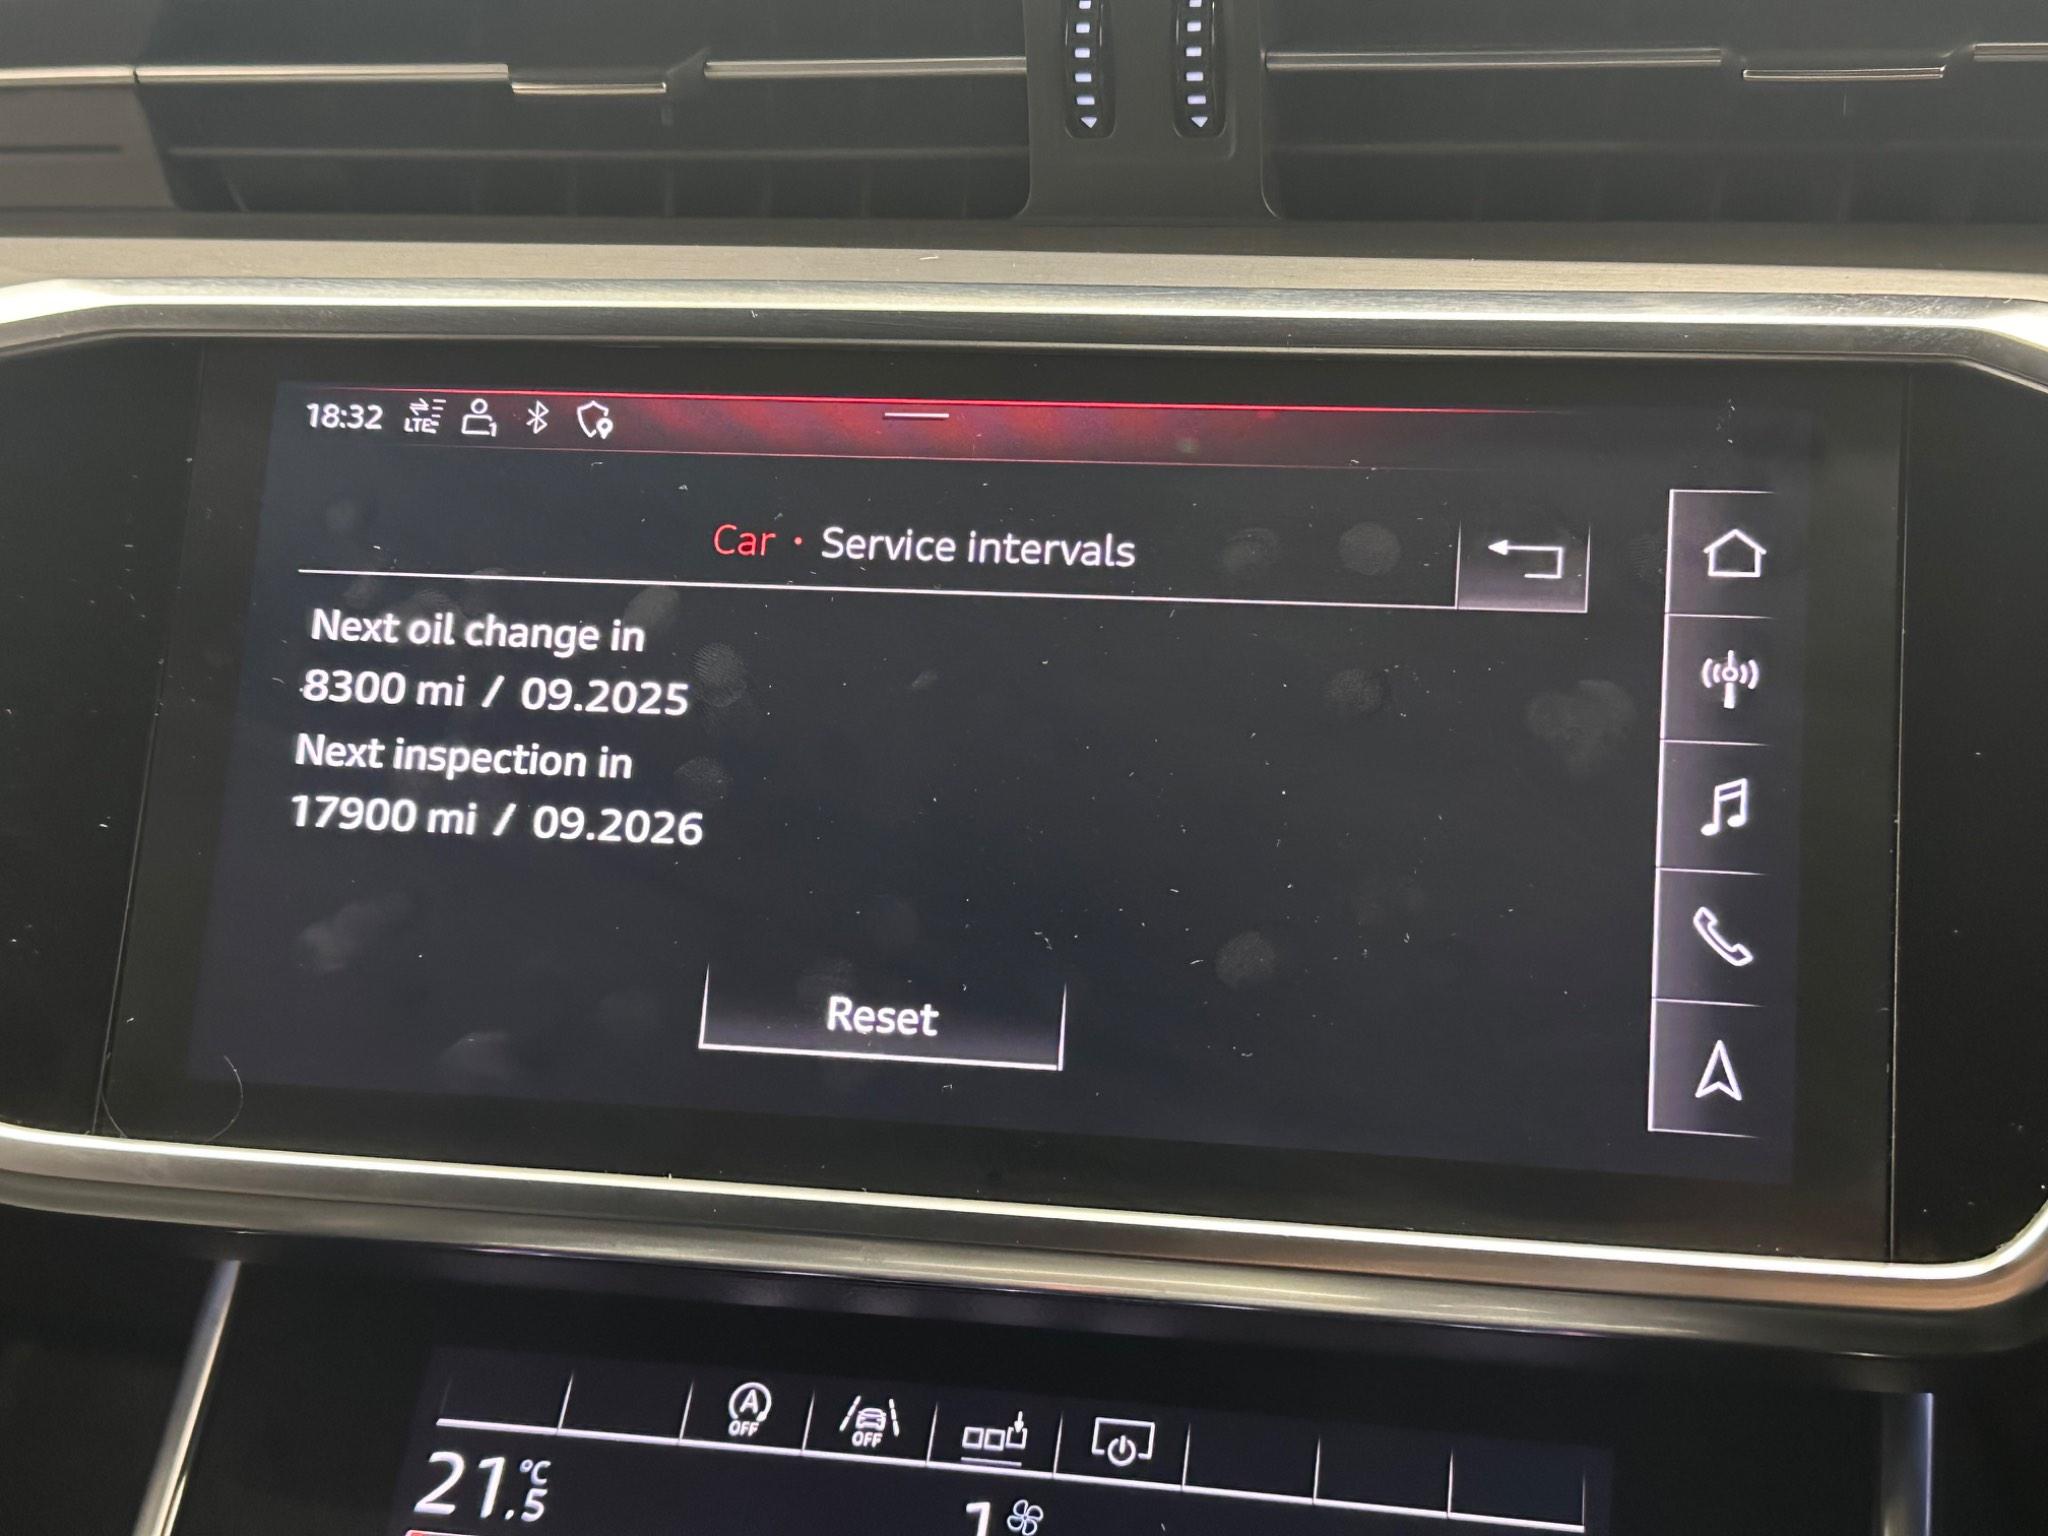 18:32 LTE 1
Car · Service intervals
Next oil change in
8300 mi / 09.2025
Next inspection in
17900 mi / 09.2026
Reset
A OFF OFF
21.5 °C 1